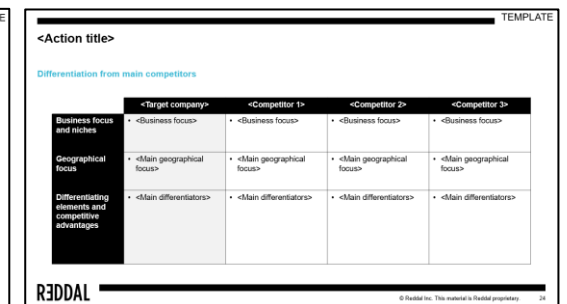 E
TEMPLATE
<Action title>
Differentiation from main competitors
<Target company> <Competitor 1> <Competitor 2> <Competitor 3>
Business focus and niches
• <Business focus> • <Business focus> • <Business focus> • <Business focus>
Geographical focus
• <Main geographical focus> • <Main geographical focus> • <Main geographical focus> • <Main geographical focus>
Differentiating elements and competitive advantages
• <Main differentiators> • <Main differentiators> • <Main differentiators> • <Main differentiators>
REDDAL
© Reddal Inc. This material is Reddal proprietary. 24